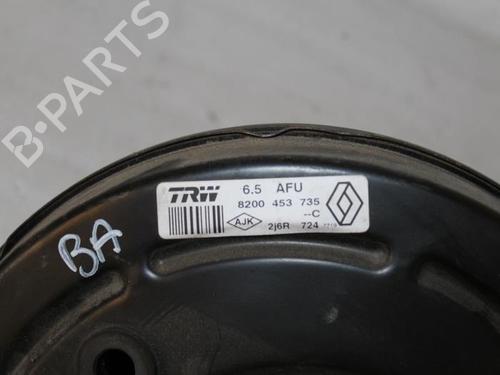 B-PARTS
TRW 6.5 AFU
8200 453 735
--C
AJK 2j6R 724
BA